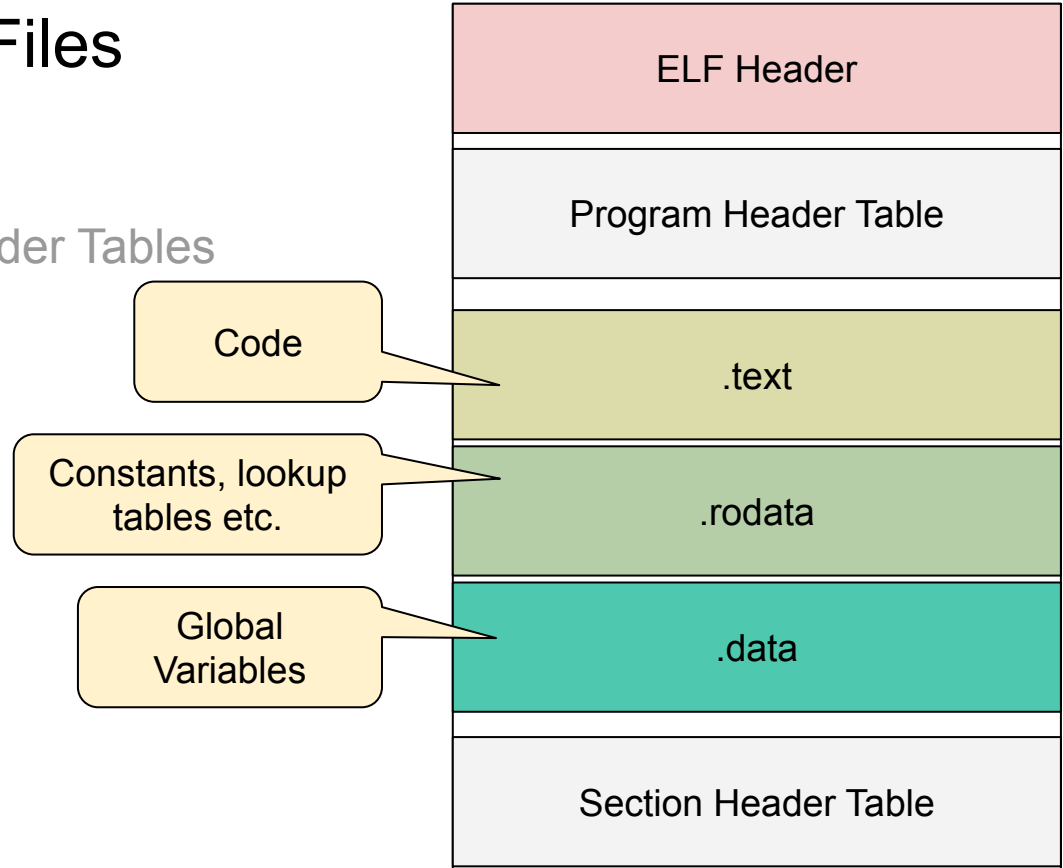 Files
ELF Header
Program Header Table
der Tables
Code
.text
Constants, lookup
tables etc.
.rodata
Global
Variables
.data
Section Header Table